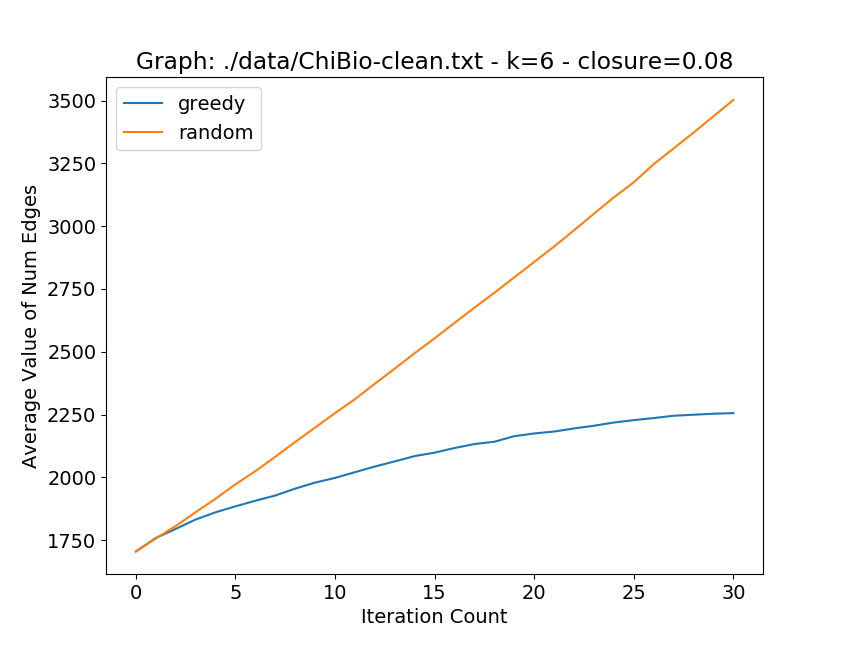 Graph: ./data/ChiBio-clean.txt - k=6 - closure=0.08
greedy
random
3500
3250
3000
2750
2500
2250
2000
1750
Average Value of Num Edges
0 5 10 15 20 25 30
Iteration Count